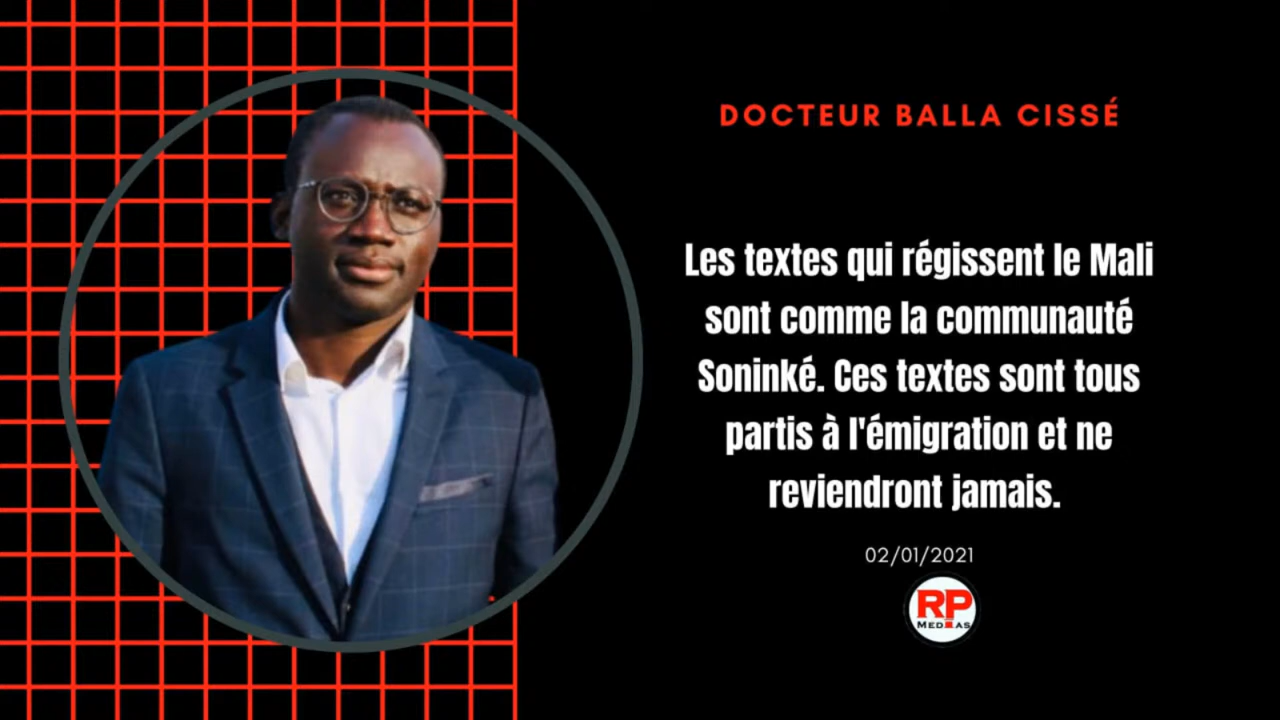 DOCTEUR BALLA CISSÉ
Les textes qui régissent le Mali
sont comme la communauté
Soninké. Ces textes sont tous
partis à l'émigration et ne
reviendront jamais.
02/01/2021
RP
MEDIAS